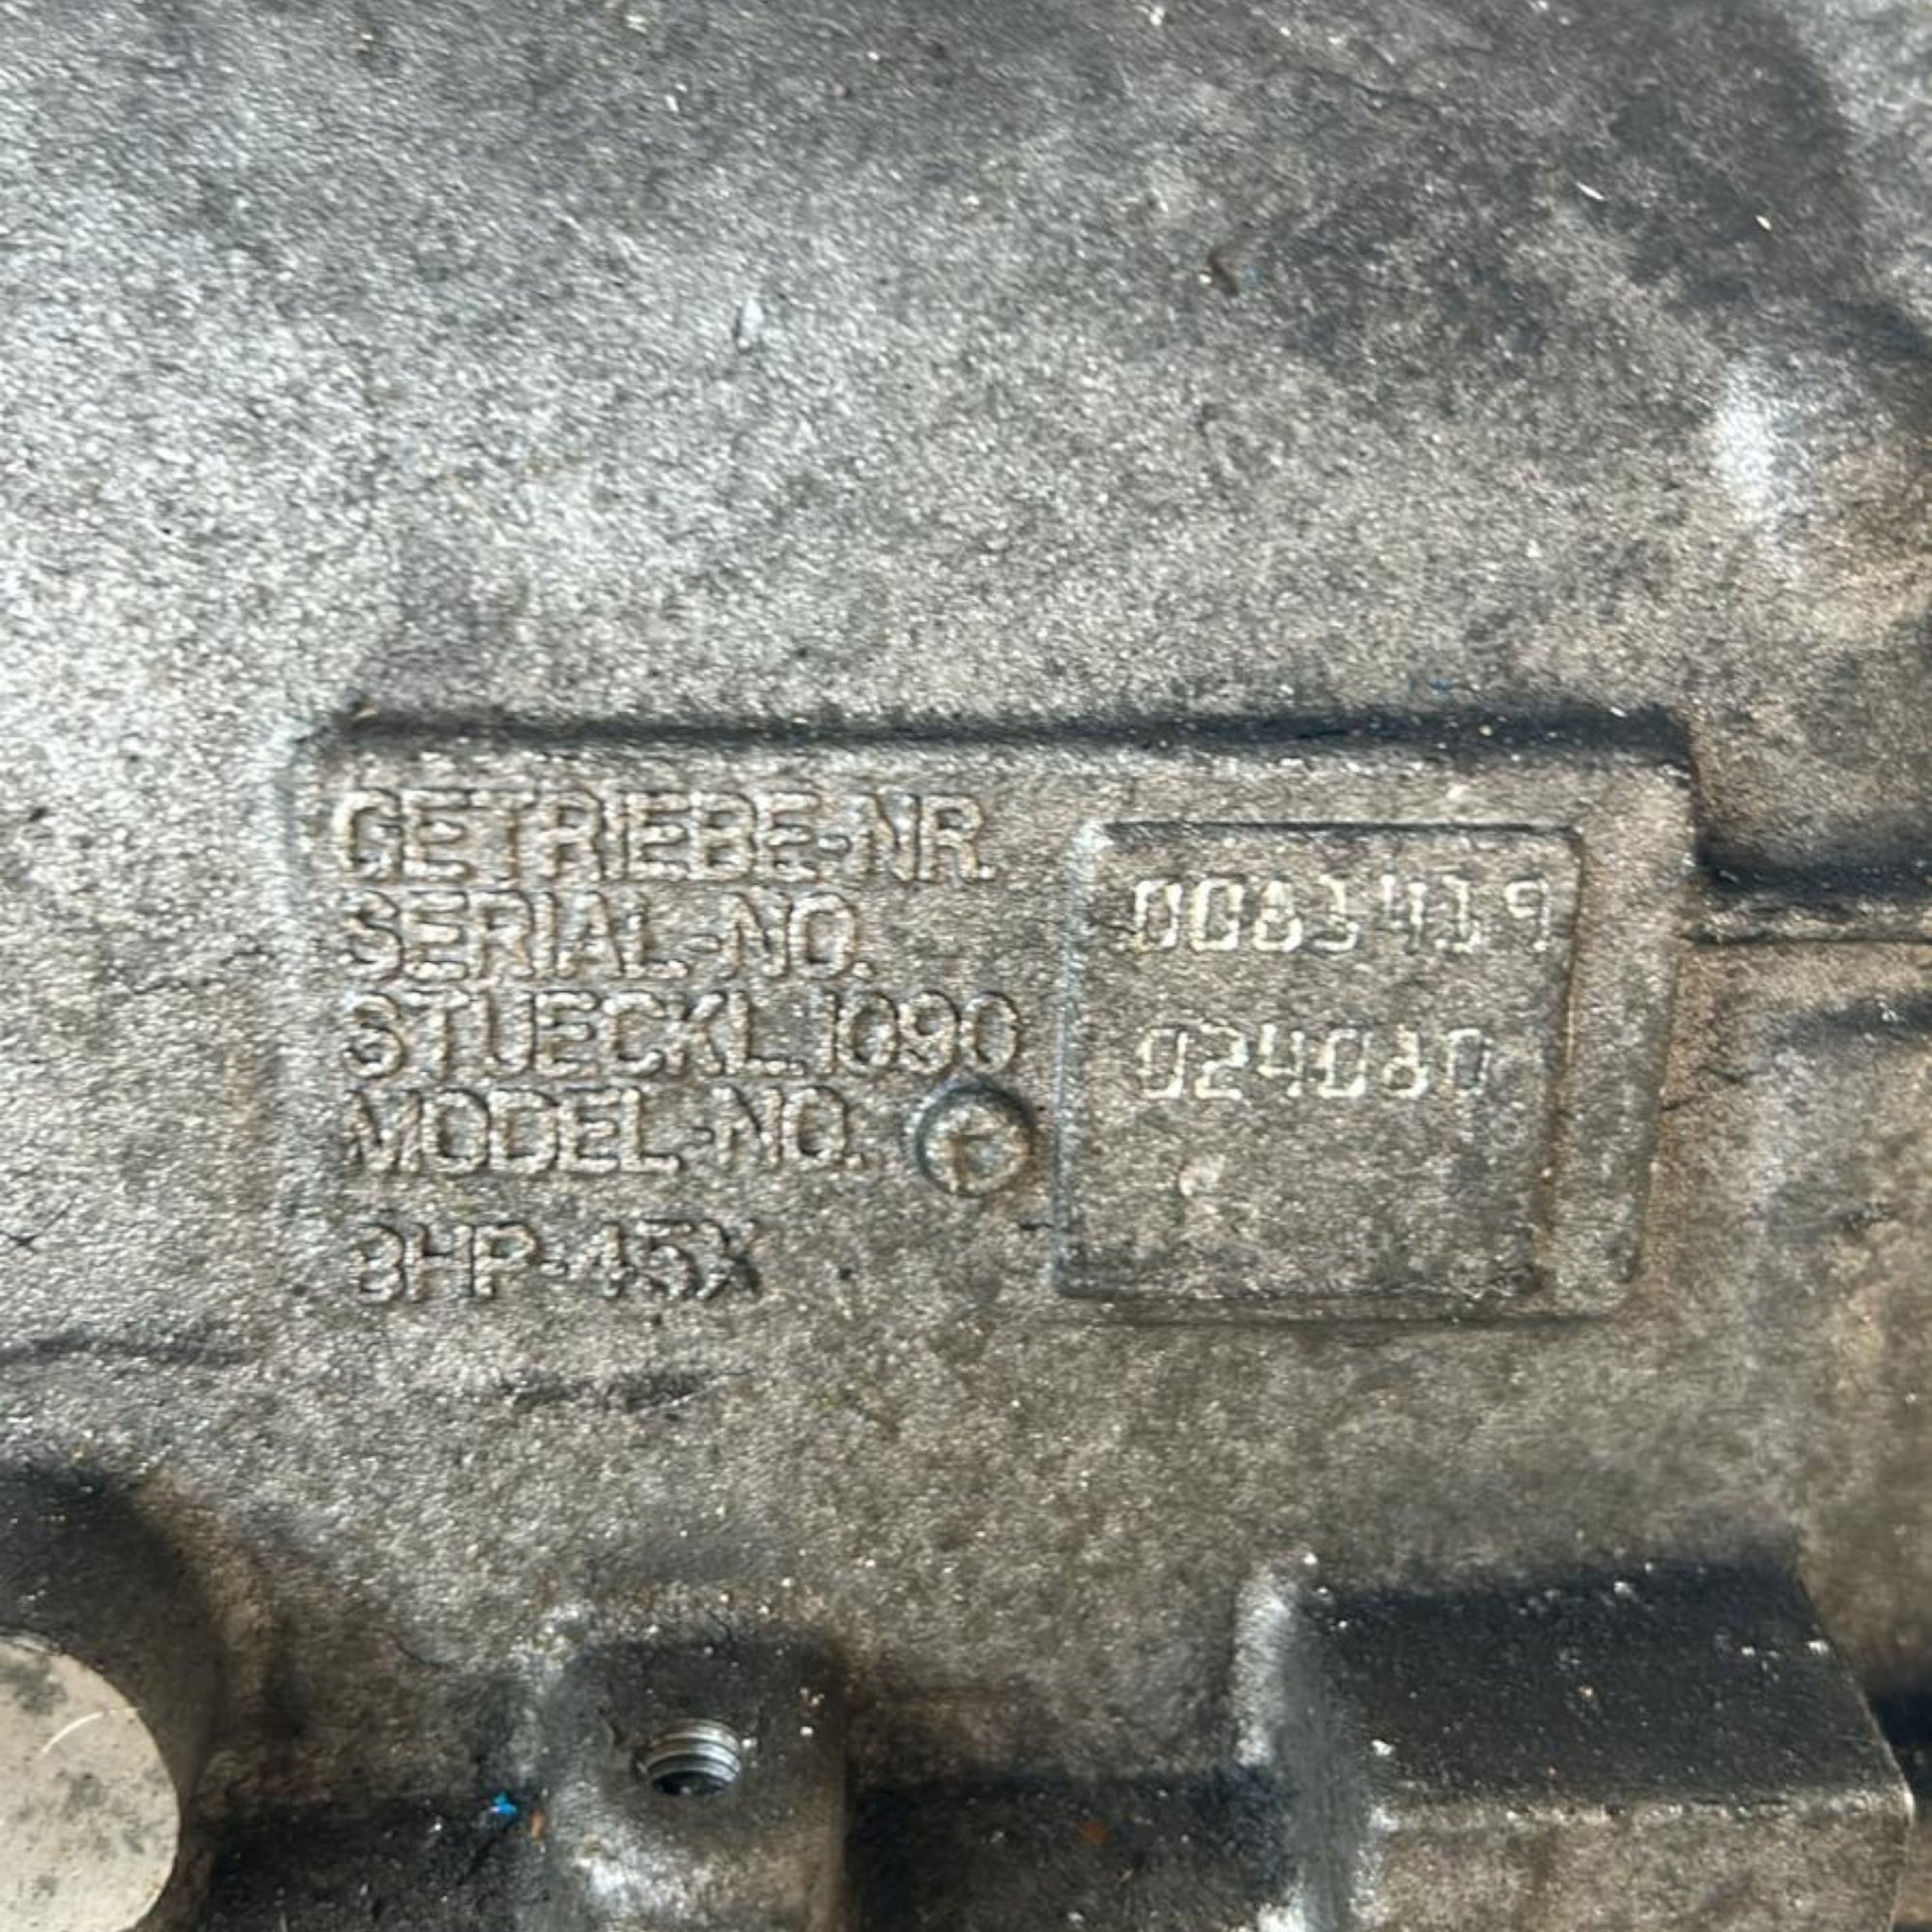 GETRIEBE-NR.
SERIAL-NO.
STUECKL.1090
MODEL-NO.
8HP-45X
024080